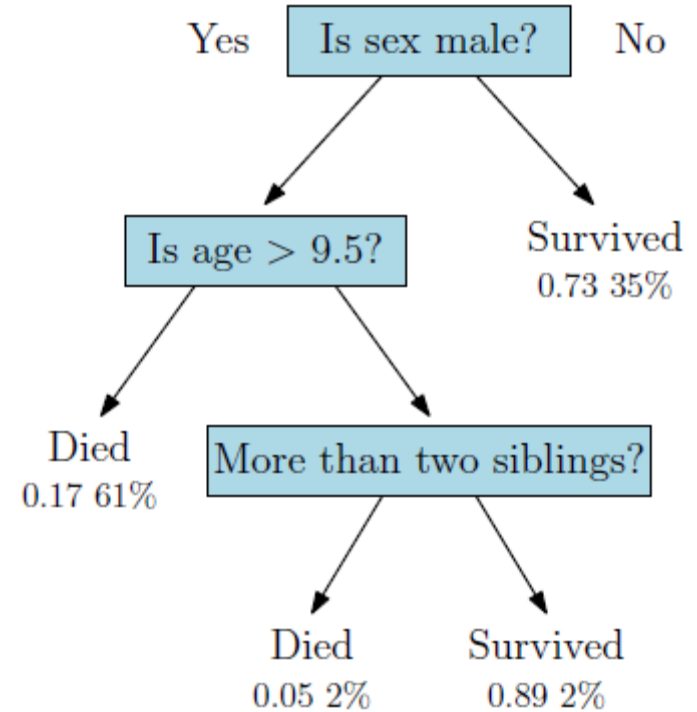 Yes Is sex male? No
Is age > 9.5?
Survived
0.73 35%
Died
0.17 61%
More than two siblings?
Died
0.05 2%
Survived
0.89 2%